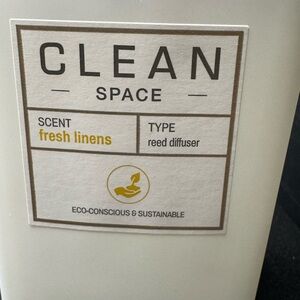 CLEAN
SPACE
SCENT
fresh linens
TYPE
reed diffuser
ECO-CONSCIOUS & SUSTAINABLE